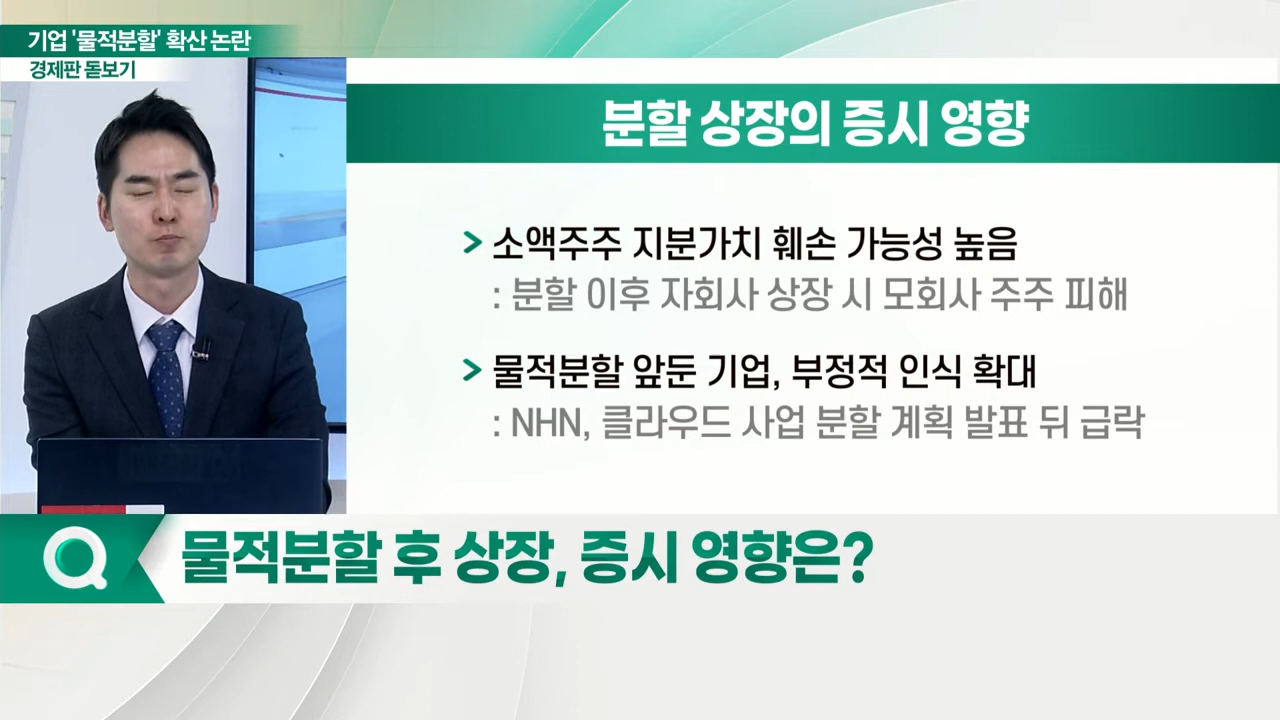 기업 '물적분할' 확산 논란
경제판 돋보기
분할 상장의 증시 영향
> 소액주주 지분가치 훼손 가능성 높음
: 분할 이후 자회사 상장 시 모회사 주주 피해
> 물적분할 앞둔 기업, 부정적 인식 확대
: NHN, 클라우드 사업 분할 계획 발표 뒤 급락
Q 물적분할 후 상장, 증시 영향은?